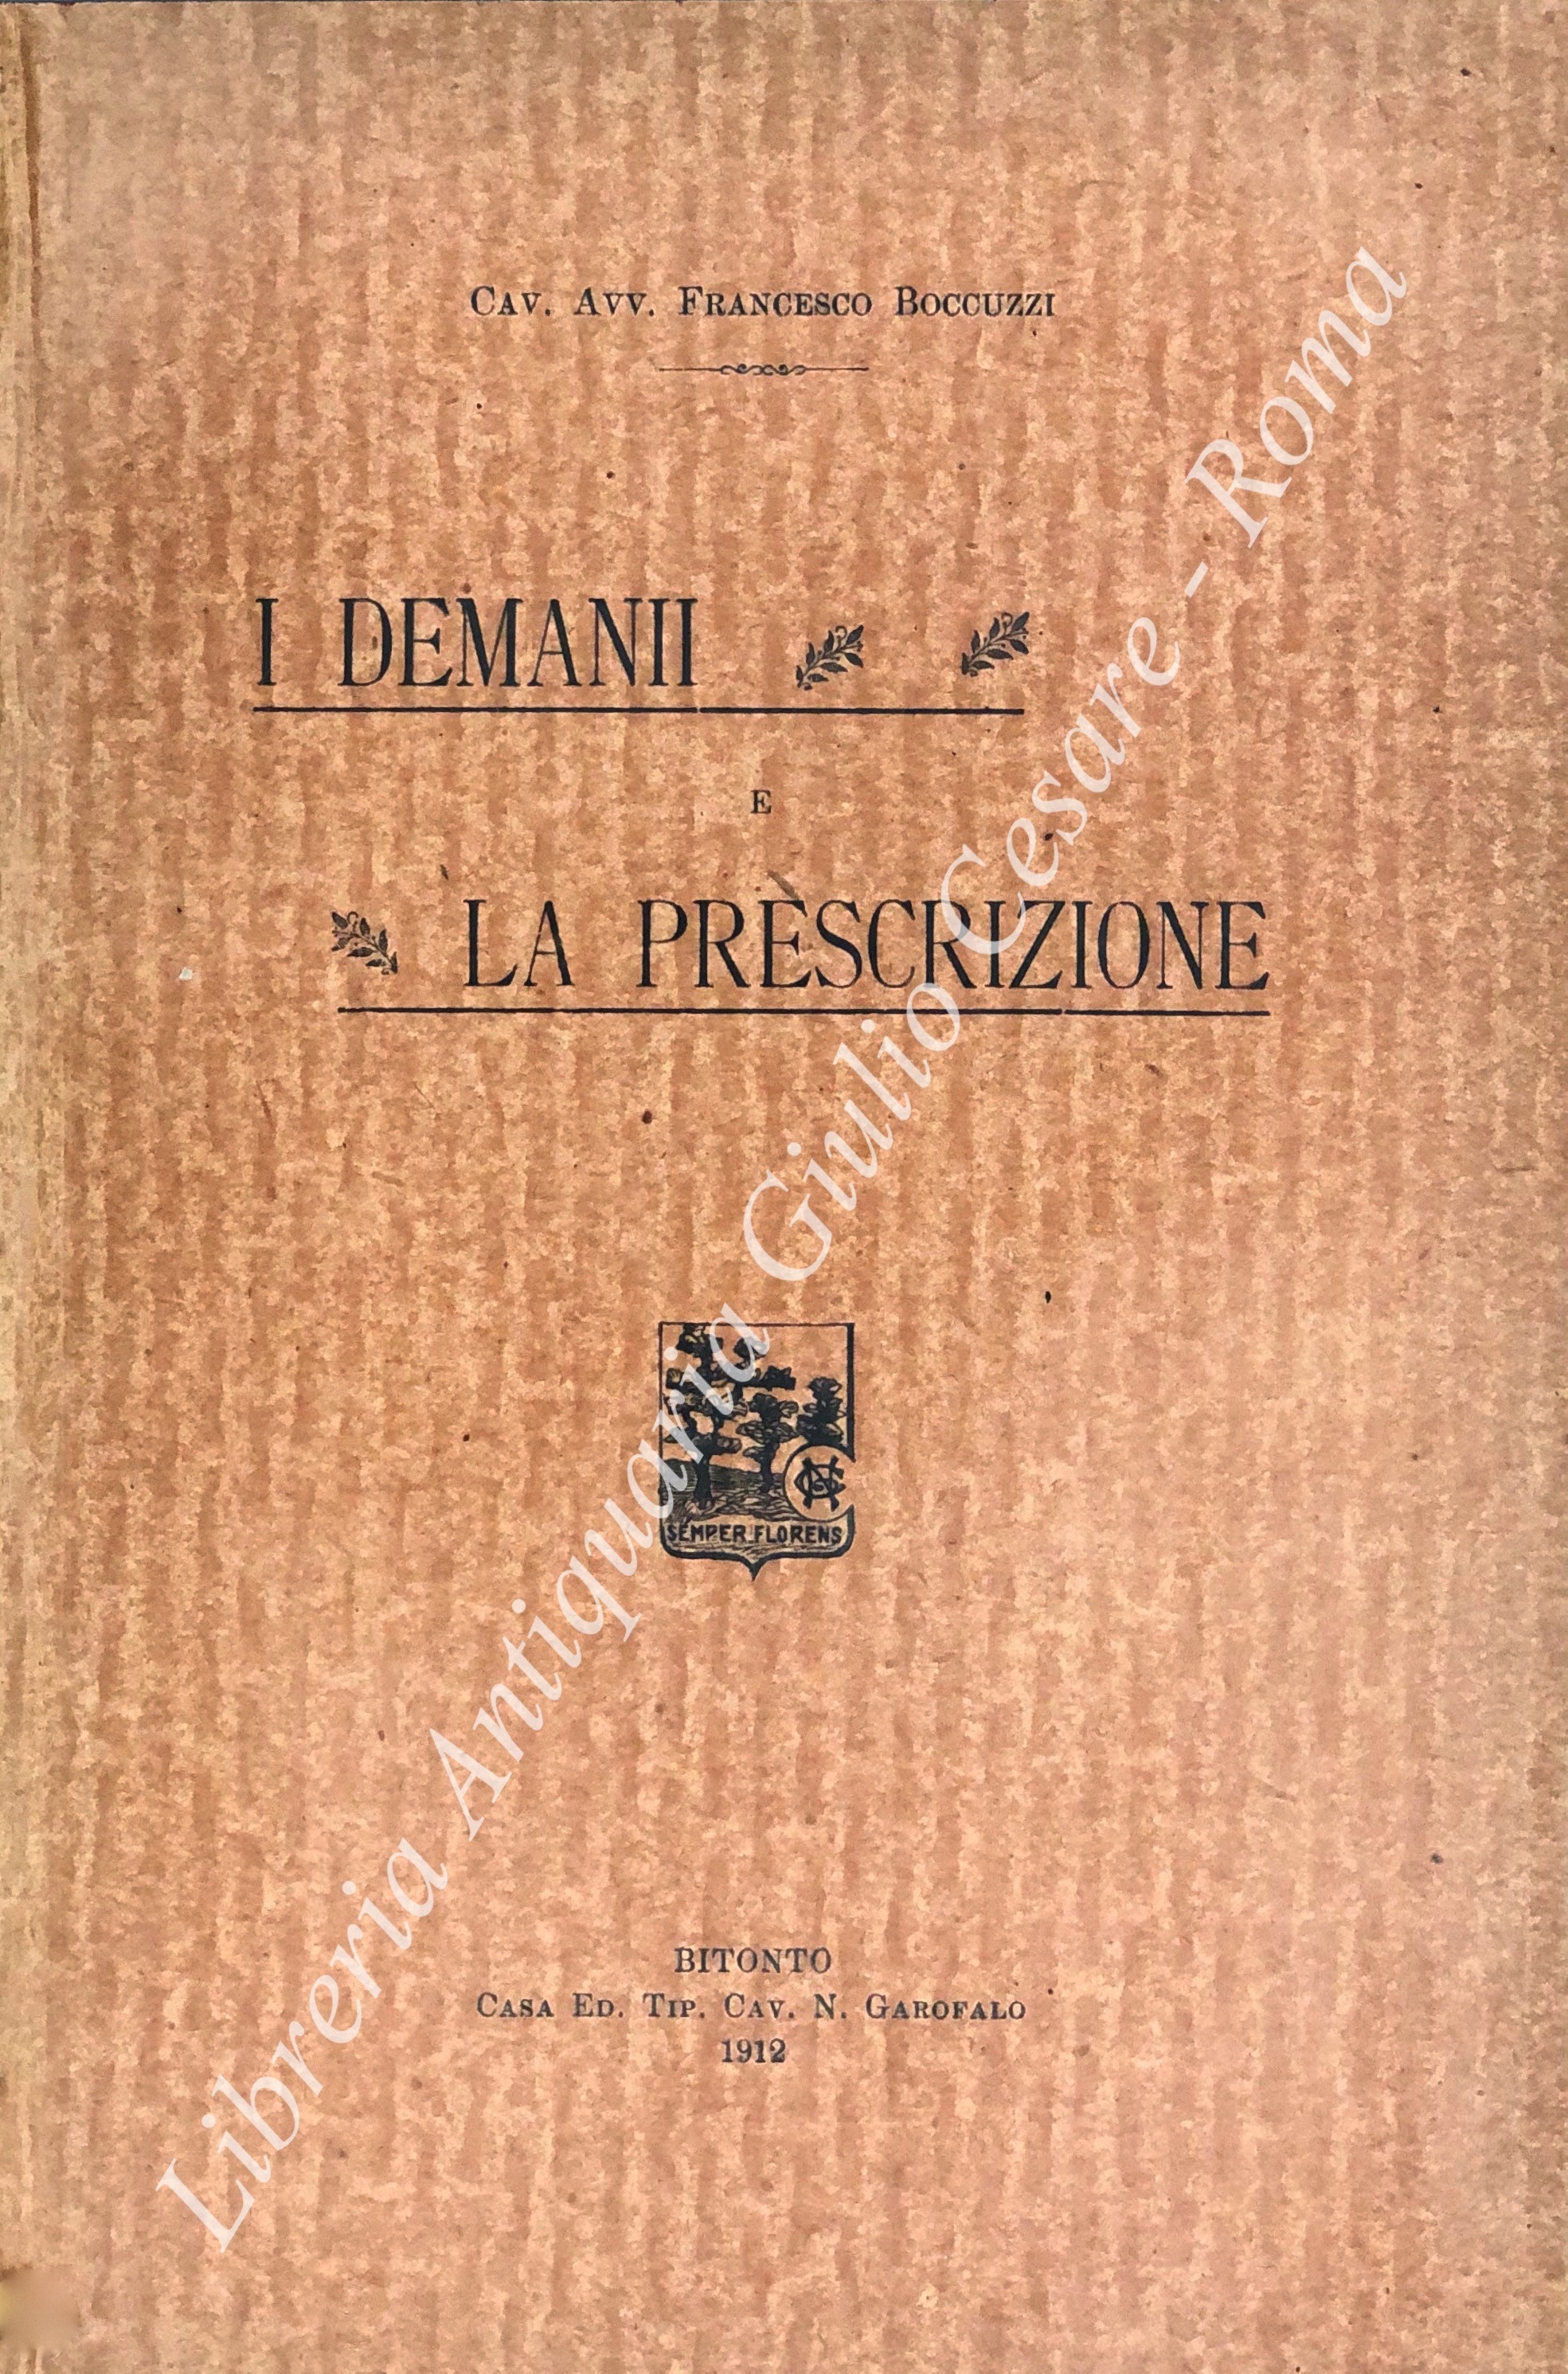 CAV. AVV. FRANCESCO BOCCUZZI
I DEMANII
E
LA PRESCRIZIONE
SEMPER FLORENS
BITONTO
CASA ED. TIP. CAV. N. GAROFALO
1912
Libreria Antiquaria Giulio Cesare - Roma